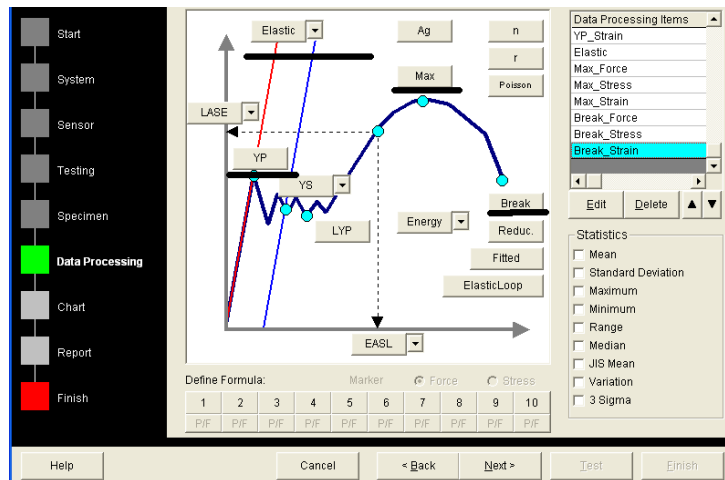 Start
System
Sensor
Testing
Specimen
Data Processing
Chart
Report
Finish
Elastic
Ag
n
r
Max
Poisson
LASE
YP
YS
Break
LYP
Energy
Reduc.
Fitted
ElasticLoop
EASL
Define Formula: Marker Force Stress
1 2 3 4 5 6 7 8 9 10
P/F P/F P/F P/F P/F P/F P/F P/F P/F P/F
Data Processing Items
YP_Strain
Elastic
Max_Force
Max_Stress
Max_Strain
Break_Force
Break_Stress
Break_Strain
Edit Delete
Statistics
Mean
Standard Deviation
Maximum
Minimum
Range
Median
JIS Mean
Variation
3 Sigma
Help Cancel < Back Next > Test Finish